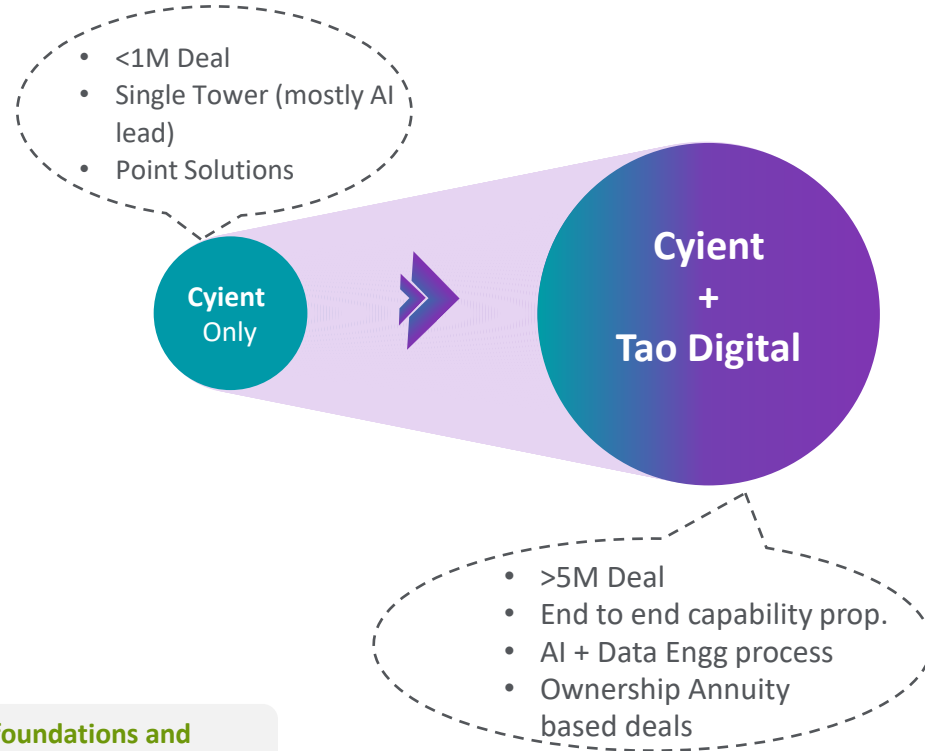 • <1M Deal
• Single Tower (mostly AI
lead)
• Point Solutions
Cyient
Only
Cyient
+
Tao Digital
• >5M Deal
• End to end capability prop.
• AI + Data Engg process
• Ownership Annuity
based deals
foundations and